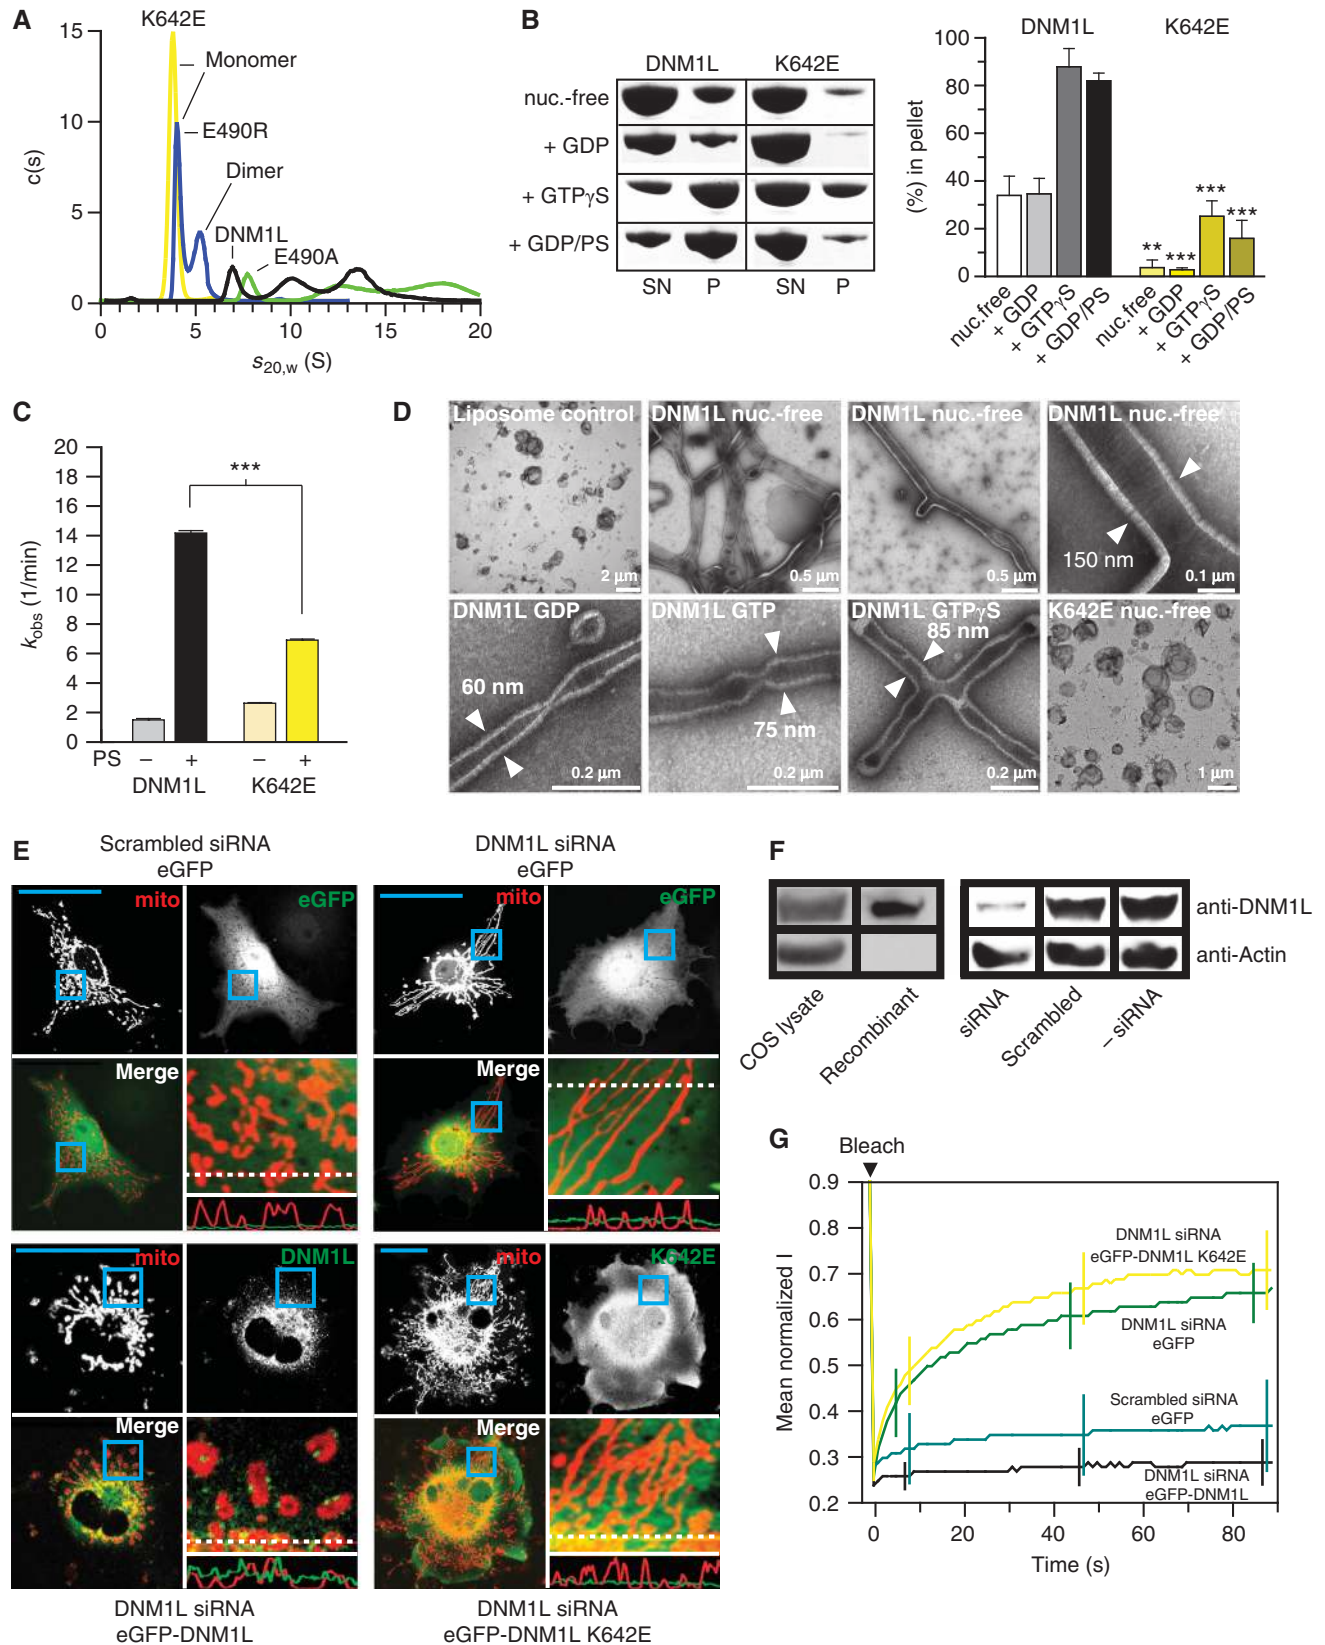 A
K642E
15
10
5
0
c(s)
Monomer
E490R
Dimer
DNM1L
E490A
0 5 10 15 20
s20,w (S)
B
DNM1L K642E
nuc.-free
+ GDP
+ GTPγS
+ GDP/PS
SN P SN P
DNM1L K642E
100
80
60
40
20
0
(%) in pellet
** *** *** ***
nuc.free
+ GDP
+ GTPγS
+ GDP/PS
nuc.free
+ GDP
+ GTPγS
+ GDP/PS
C
20
18
16
14
12
10
8
6
4
2
0
kobs (1/min)
***
PS – + – +
DNM1L K642E
D
Liposome control
2 µm
DNM1L nuc.-free
0.5 µm
DNM1L nuc.-free
0.5 µm
DNM1L nuc.-free
150 nm
0.1 µm
DNM1L GDP
60 nm
0.2 µm
DNM1L GTP
75 nm
0.2 µm
DNM1L GTPγS
85 nm
0.2 µm
K642E nuc.-free
1 µm
E
Scrambled siRNA
eGFP
mito
eGFP
Merge
DNM1L siRNA
eGFP
mito
eGFP
Merge
mito
DNM1L
Merge
DNM1L siRNA
eGFP-DNM1L
mito
K642E
Merge
DNM1L siRNA
eGFP-DNM1L K642E
F
anti-DNM1L
anti-Actin
COS lysate
Recombinant
siRNA
Scrambled
– siRNA
G
Bleach
0.9
0.8
0.7
0.6
0.5
0.4
0.3
0.2
Mean normalized I
DNM1L siRNA
eGFP-DNM1L K642E
DNM1L siRNA
eGFP
Scrambled siRNA
eGFP
DNM1L siRNA
eGFP-DNM1L
0 20 40 60 80
Time (s)